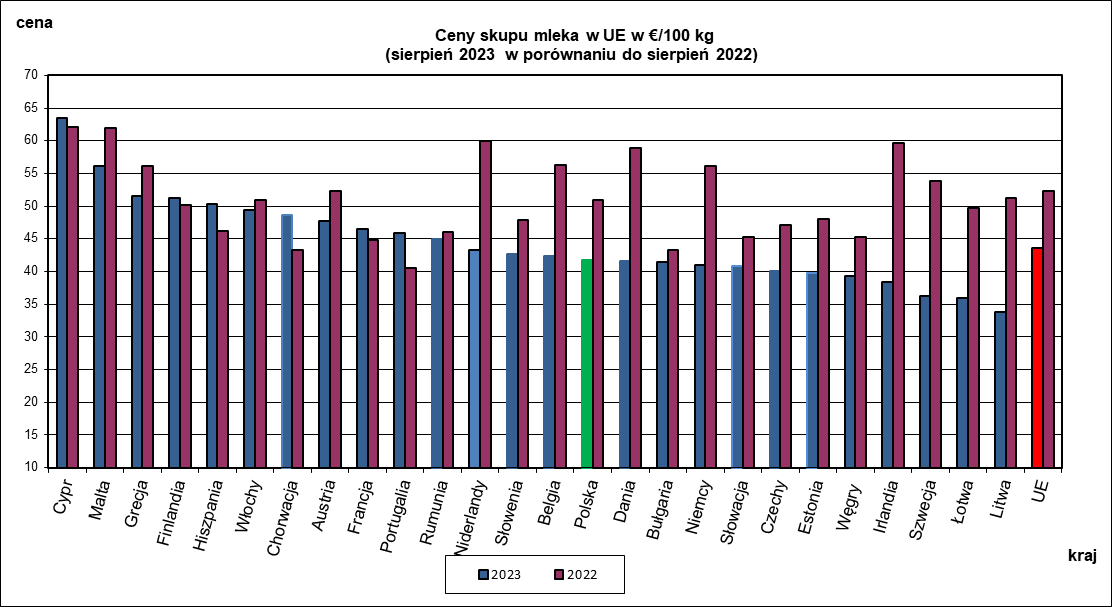 cena
Ceny skupu mleka w UE w €/100 kg
(sierpień 2023 w porównaniu do sierpień 2022)
70
65
60
55
50
45
40
35
30
25
20
15
10
Cypr
Malta
Grecja
Finlandia
Hiszpania
Włochy
Chorwacja
Austria
Francja
Portugalia
Rumunia
Niderlandy
Słowenia
Belgia
Polska
Dania
Bułgaria
Niemcy
Słowacja
Czechy
Estonia
Węgry
Irlandia
Szwecja
Łotwa
Litwa
UE
kraj
2023
2022